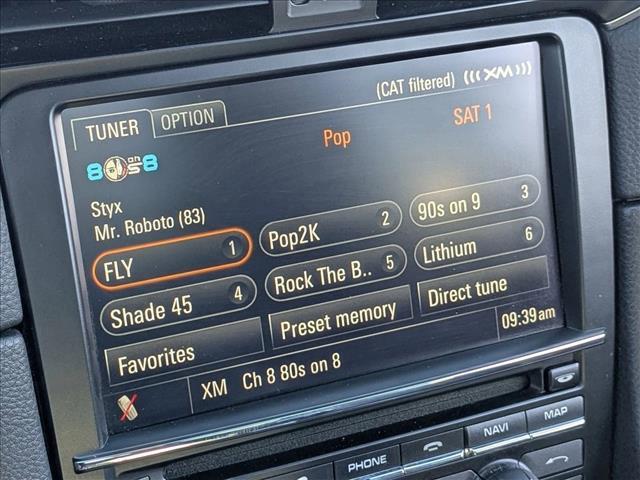 (CAT filtered) (((XM)))
TUNER OPTION
Pop SAT 1
80s on 8
Styx
Mr. Roboto (83)
FLY 1 Pop2K 2 90s on 9 3
Shade 45 4 Rock The B.. 5 Lithium 6
Favorites Preset memory Direct tune
XM Ch 8 80s on 8 09:39am
PHONE NAVI MAP